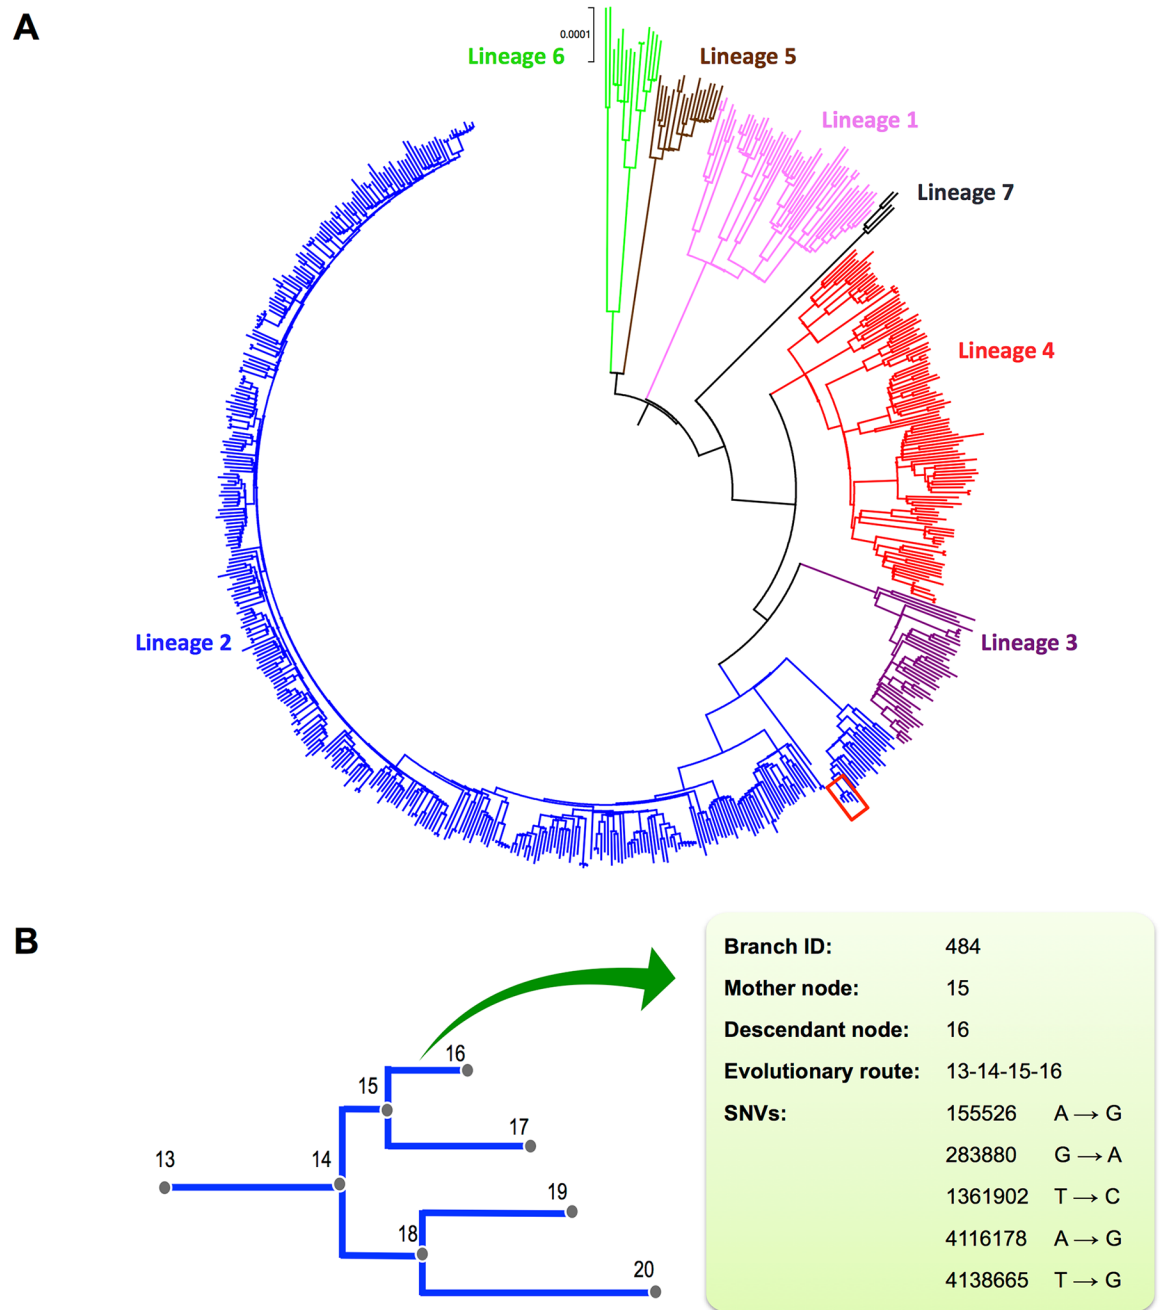 A
0.0001
Lineage 6
Lineage 5
Lineage 1
Lineage 7
Lineage 4
Lineage 2
Lineage 3
B
Branch ID: 484
Mother node: 15
Descendant node: 16
Evolutionary route: 13-14-15-16
SNVs: 155526 A → G
283880 G → A
1361902 T → C
4116178 A → G
4138665 T → G
16
15
17
13
14
19
18
20